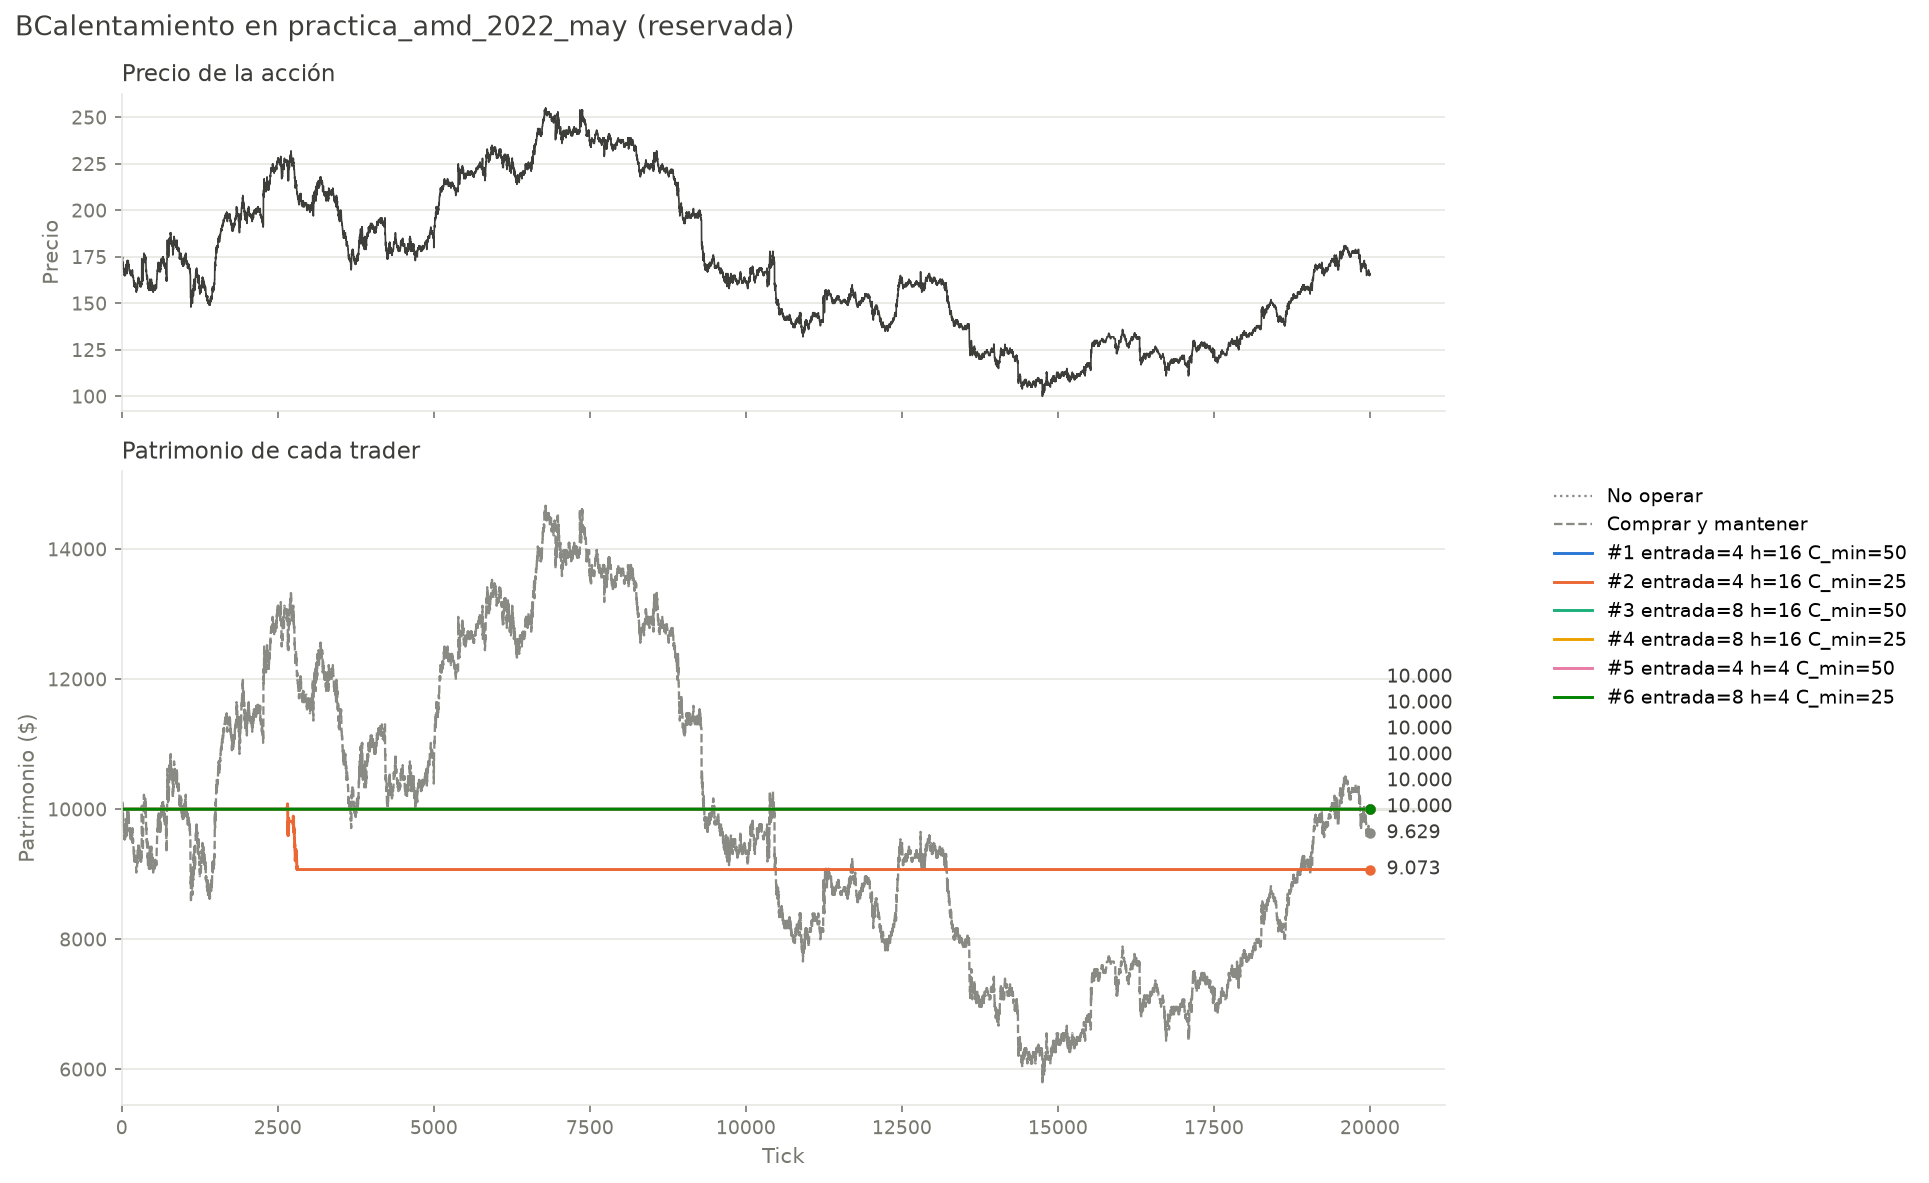 BCalentamiento en practica_amd_2022_may (reservada)
Precio de la acción
Precio
250
225
200
175
150
125
100
Patrimonio de cada trader
Patrimonio ($)
14000
12000
10000
8000
6000
10.000
10.000
10.000
10.000
10.000
10.000
9.629
9.073
0
2500
5000
7500
10000
12500
15000
17500
20000
Tick
No operar
Comprar y mantener
#1 entrada=4 h=16 C_min=50
#2 entrada=4 h=16 C_min=25
#3 entrada=8 h=16 C_min=50
#4 entrada=8 h=16 C_min=25
#5 entrada=4 h=4 C_min=50
#6 entrada=8 h=4 C_min=25